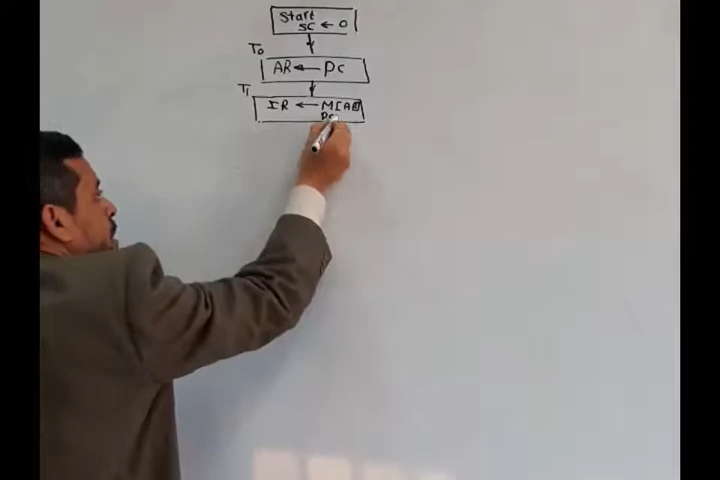 Start
SC ← 0
T0
AR ← PC
T1
IR ← M[AR]
PC